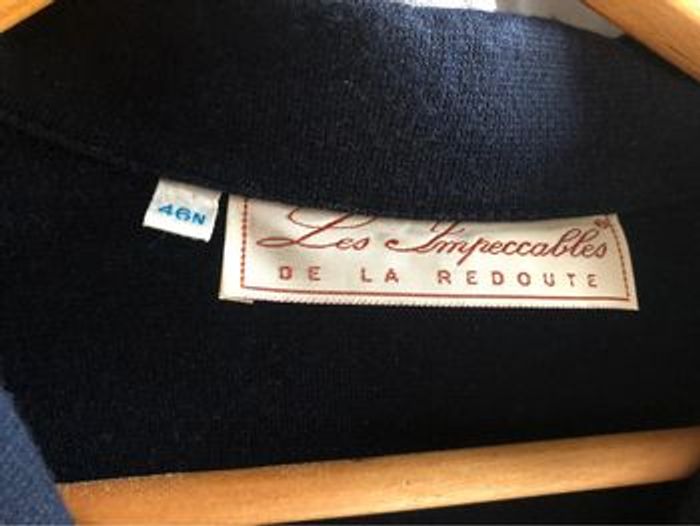 46N
Les Impeccables
DE LA REDOUTE